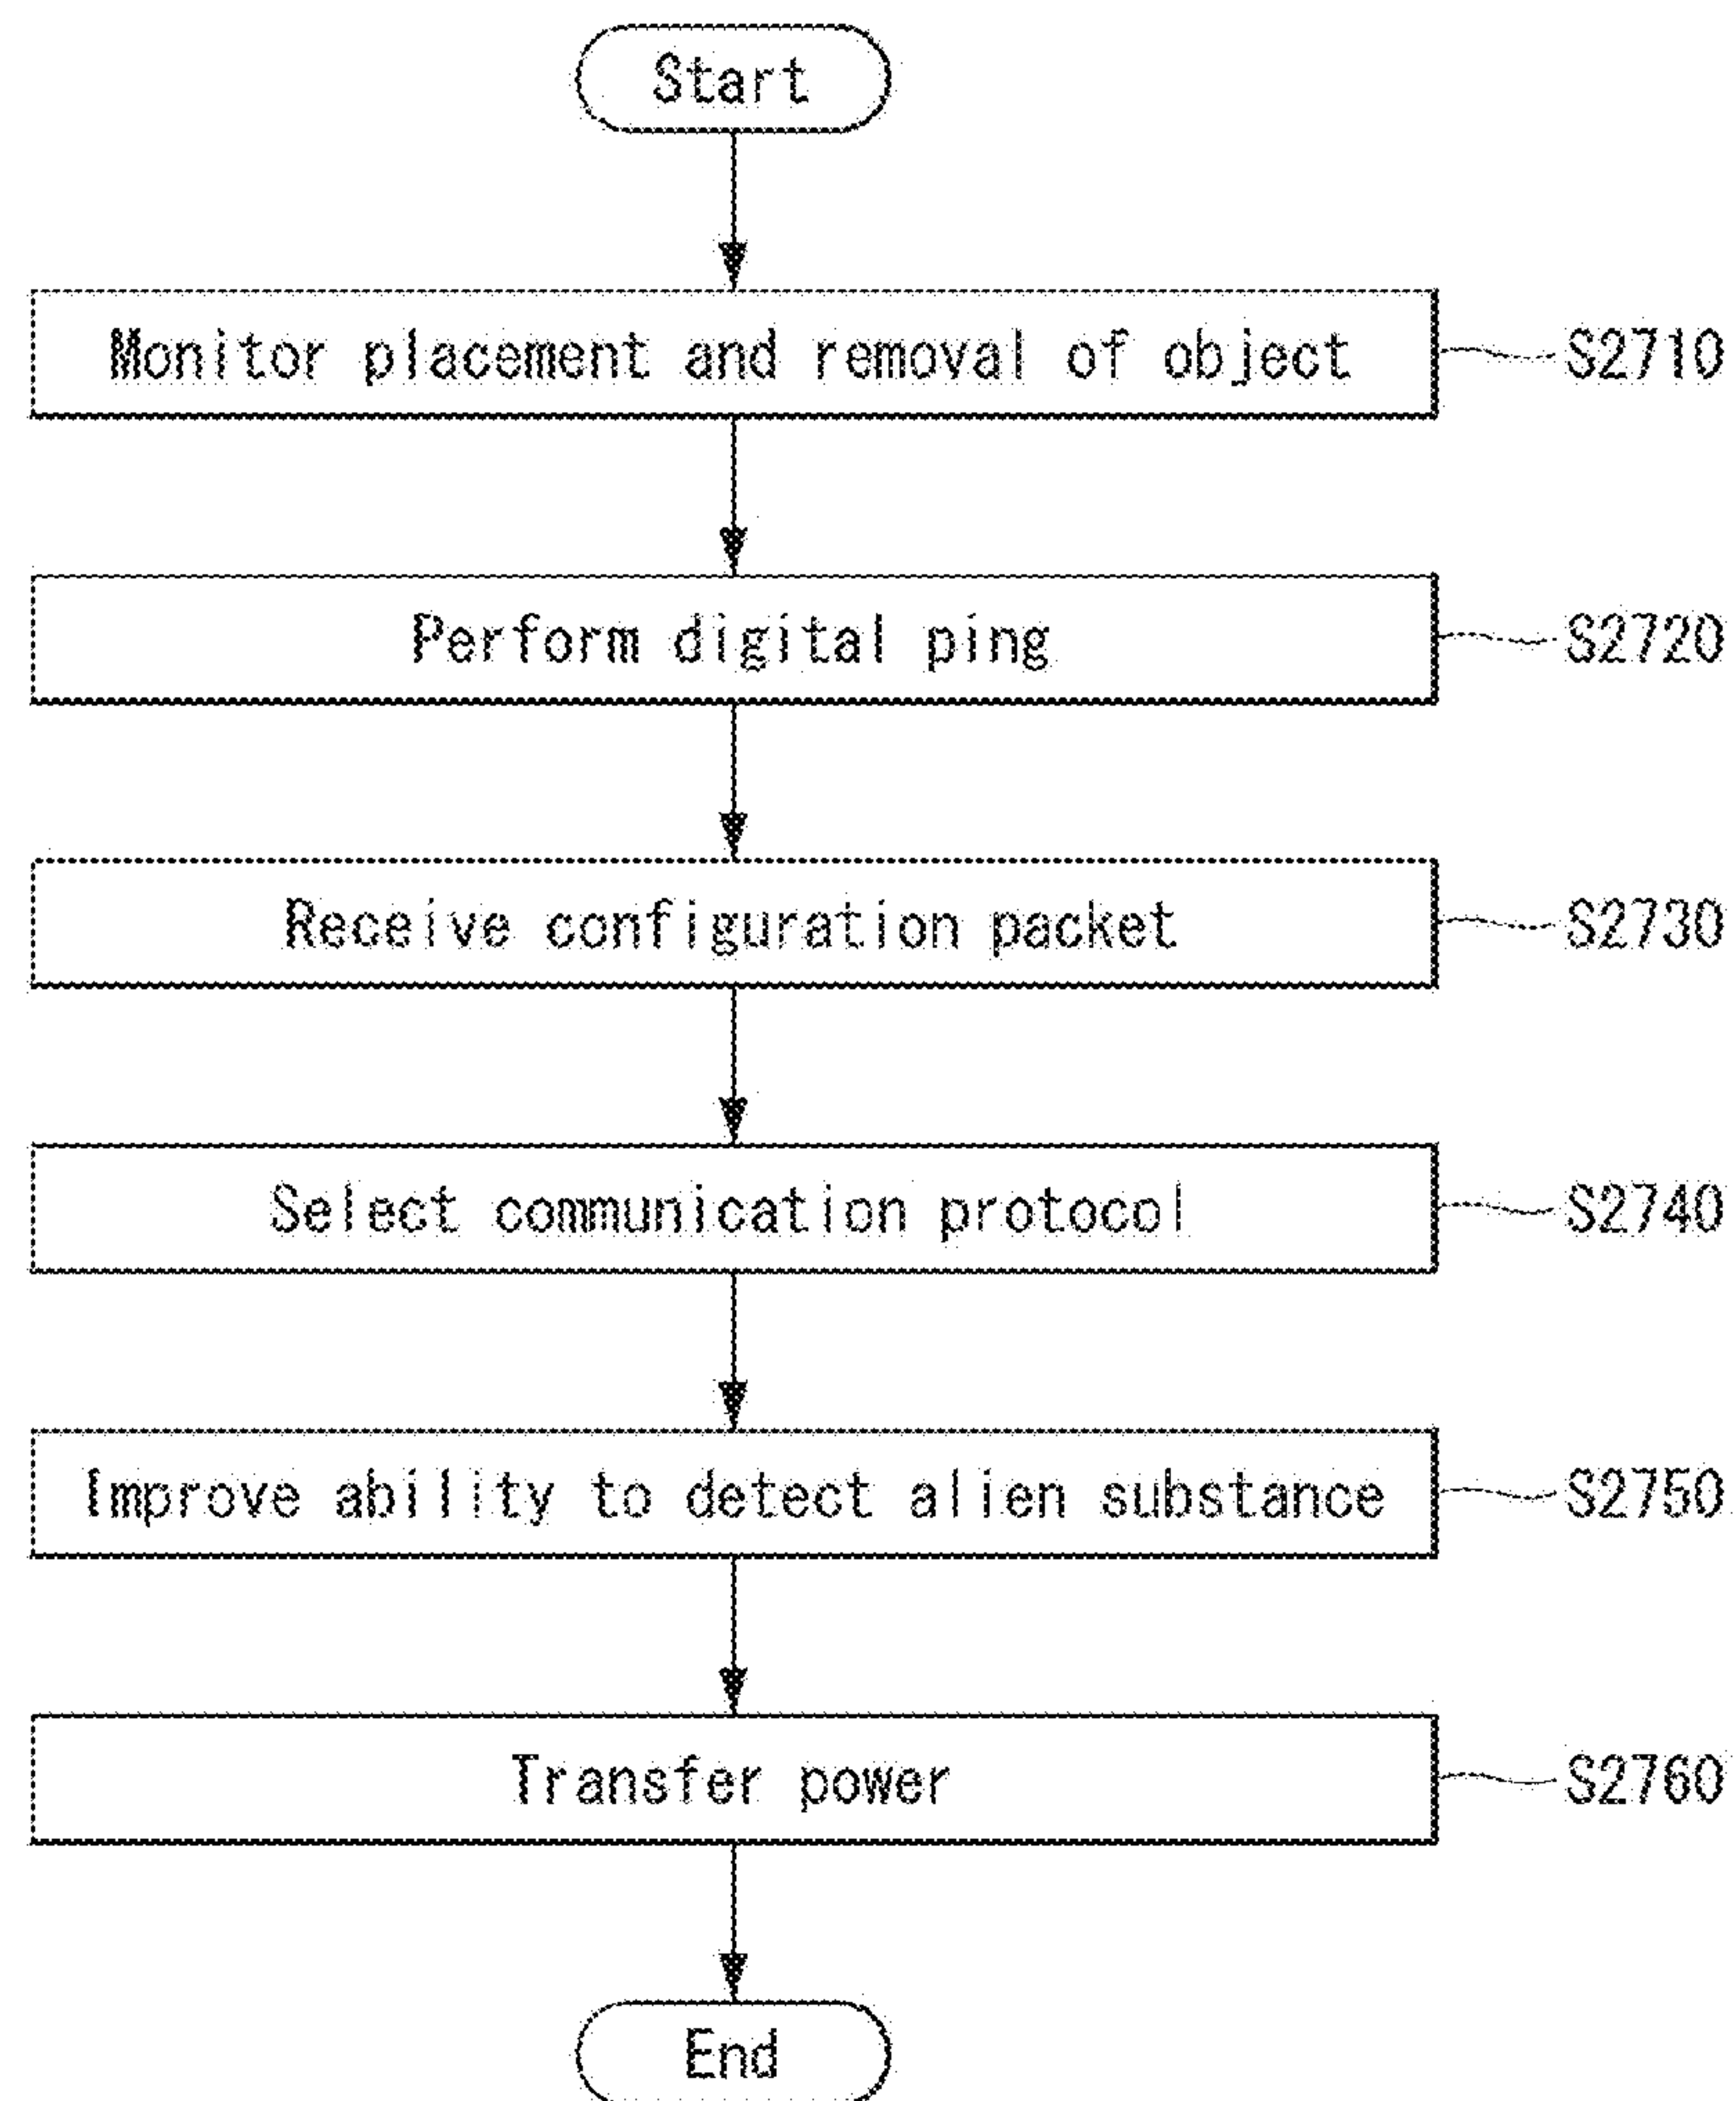 Start
Monitor placement and removal of object S2710
Perform digital ping S2720
Receive configuration packet S2730
Select communication protocol S2740
Improve ability to detect alien substance S2750
Transfer power S2760
End